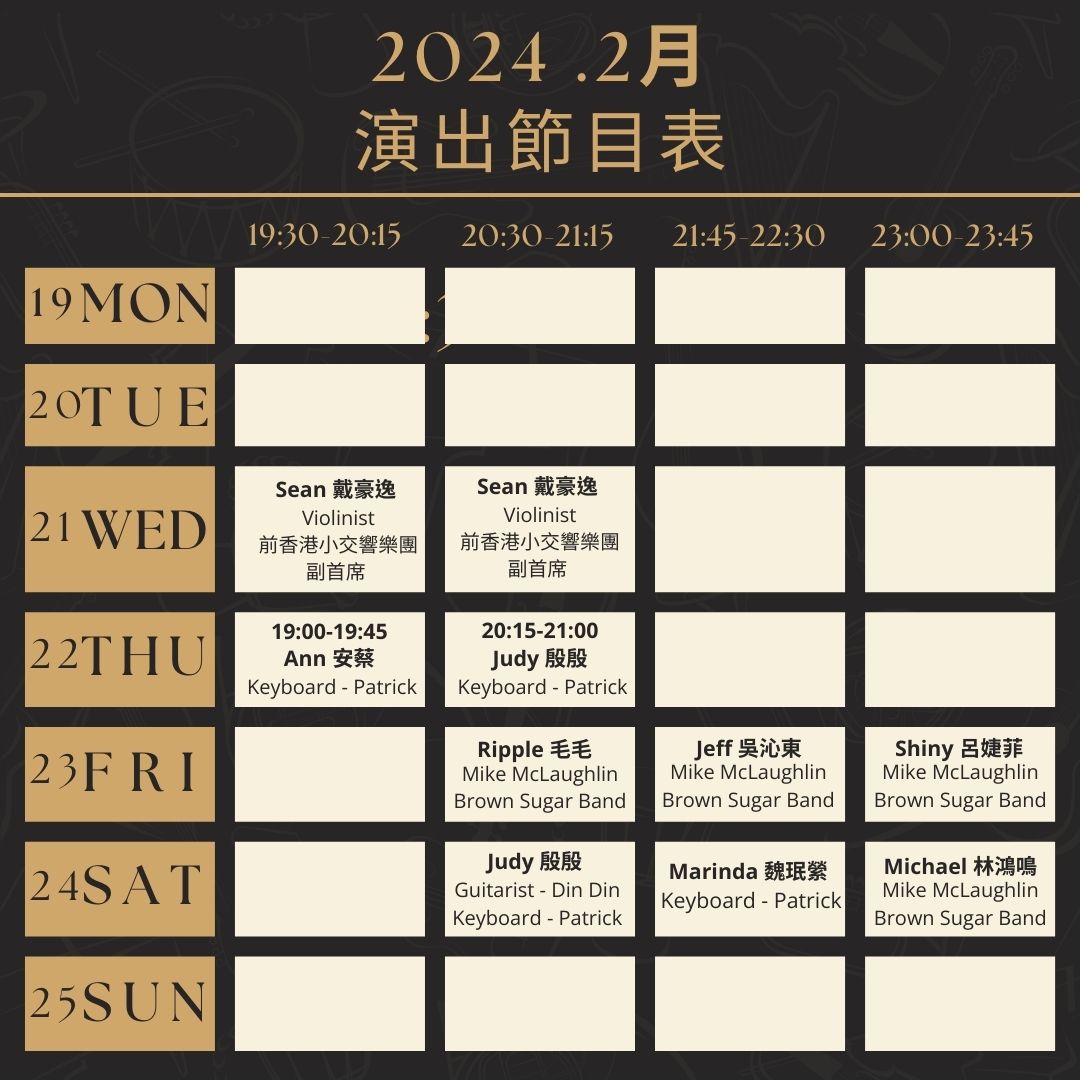 2024 .2月
演出節目表
19:30-20:15 20:30-21:15 21:45-22:30 23:00-23:45
19MON
20TUE
21WED
Sean 戴豪逸
Violinist
前香港小交響樂團
副首席
Sean 戴豪逸
Violinist
前香港小交響樂團
副首席
22THU
19:00-19:45
Ann 安蔡
Keyboard - Patrick
20:15-21:00
Judy 殷殷
Keyboard - Patrick
23FRI
Ripple 毛毛
Mike McLaughlin
Brown Sugar Band
Jeff 吳沁東
Mike McLaughlin
Brown Sugar Band
Shiny 呂婕菲
Mike McLaughlin
Brown Sugar Band
24SAT
Judy 殷殷
Guitarist - Din Din
Keyboard - Patrick
Marinda 魏珉縈
Keyboard - Patrick
Michael 林鴻鳴
Mike McLaughlin
Brown Sugar Band
25SUN